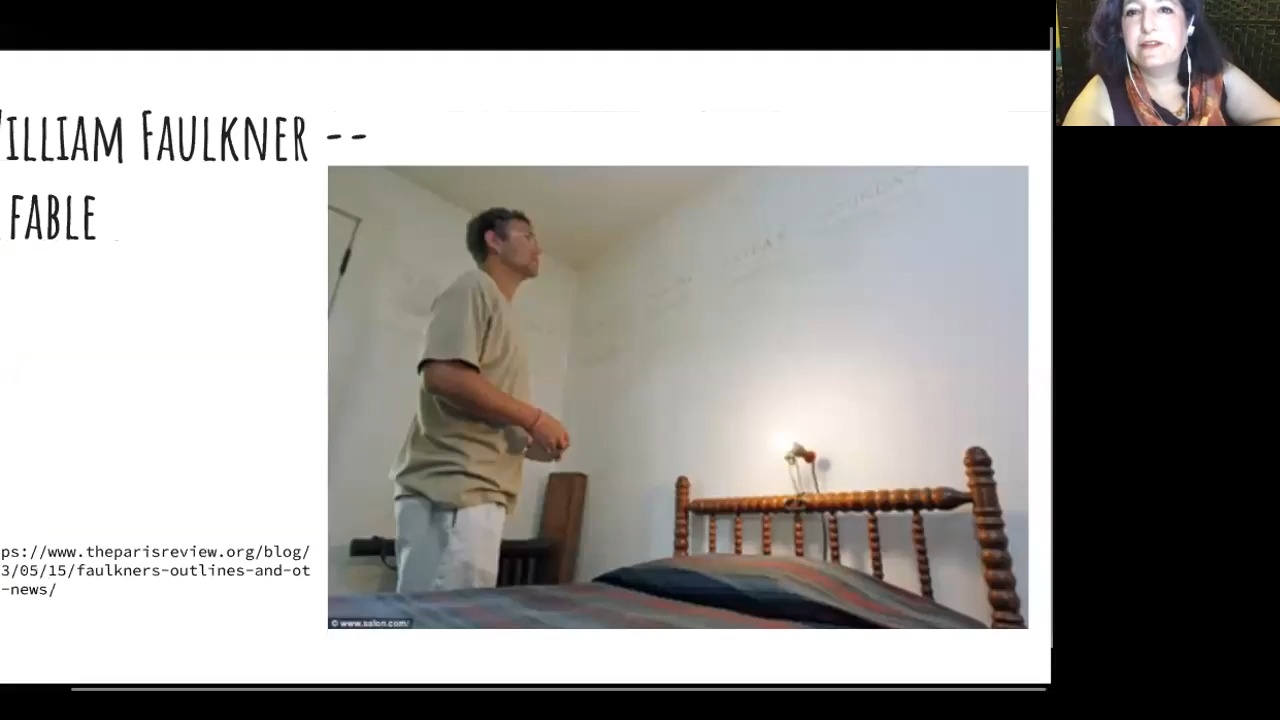 ILLIAM FAULKNER --
FABLE
ps://www.theparisreview.org/blog/
3/05/15/faulkners-outlines-and-ot
-news/
© www.salon.com/